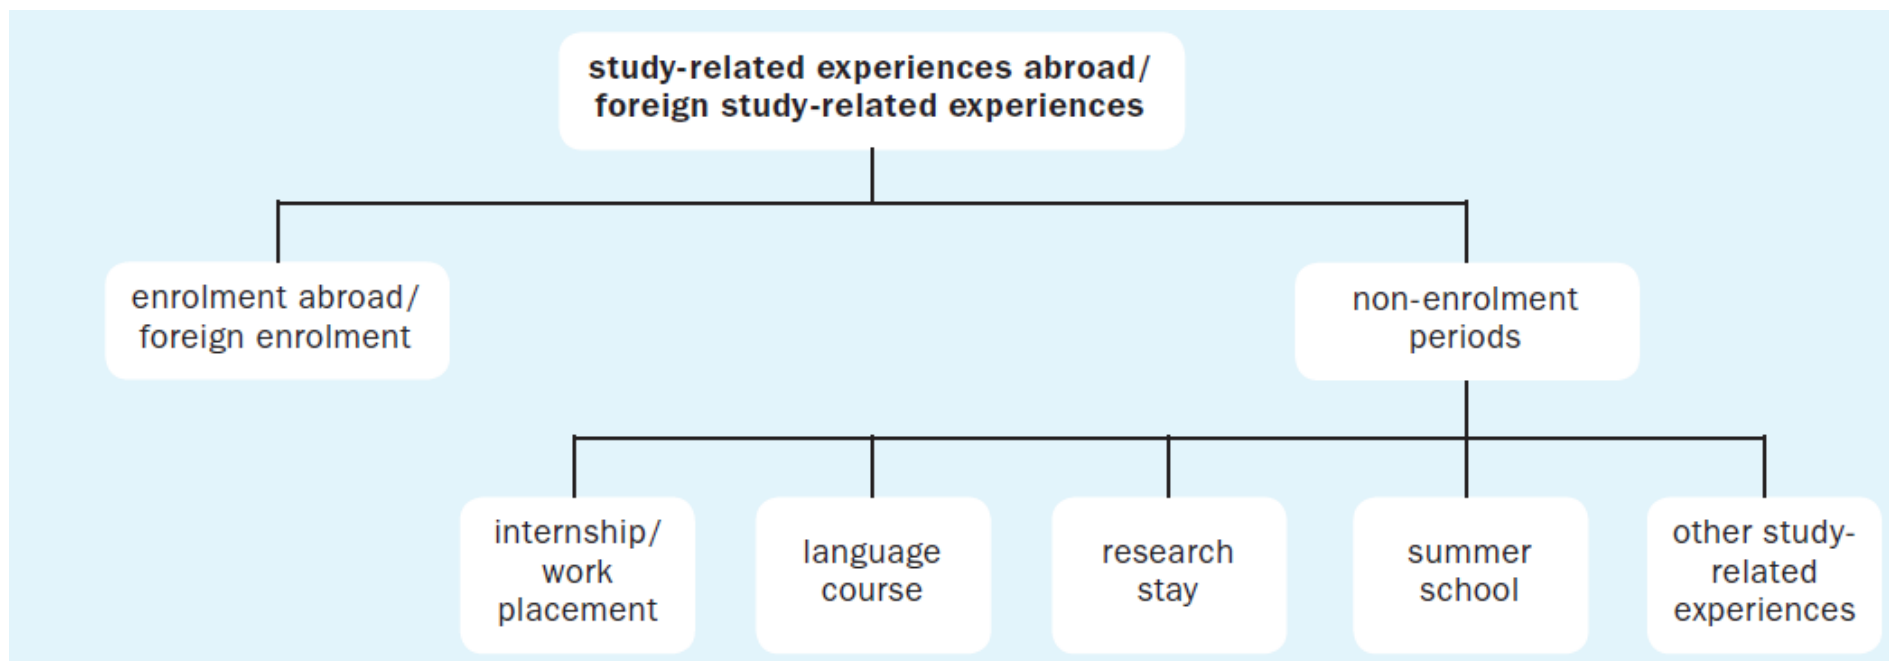 study-related experiences abroad/
foreign study-related experiences
enrolment abroad/
foreign enrolment
non-enrolment
periods
internship/
work
placement
language
course
research
stay
summer
school
other study-
related
experiences